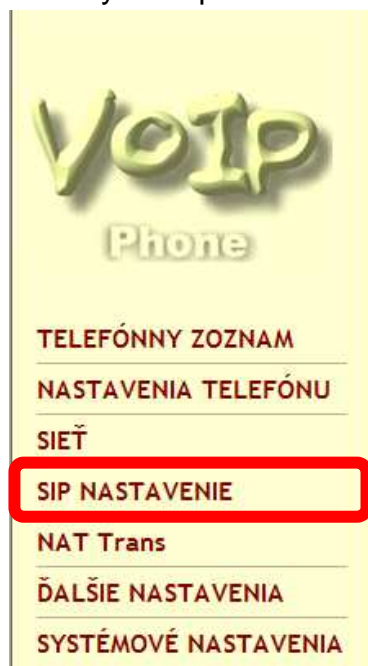 VOIP
Phone
TELEFÓNNY ZOZNAM
NASTAVENIA TELEFÓNU
SIEŤ
SIP NASTAVENIE
NAT Trans
ĎALŠIE NASTAVENIA
SYSTÉMOVÉ NASTAVENIA